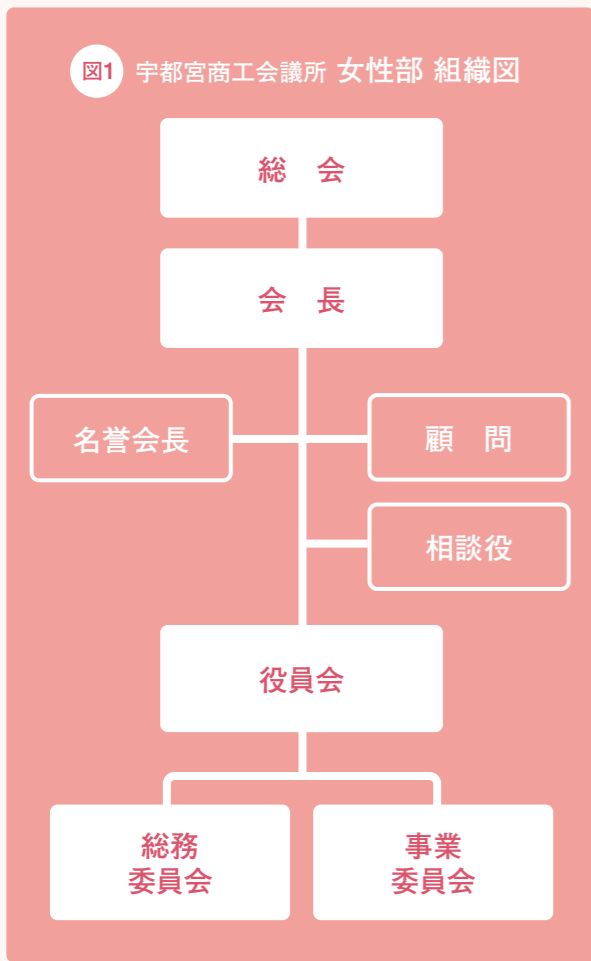 図1 宇都宮商工会議所 女性部 組織図
総　会
会　長
名誉会長
顧　問
相談役
役員会
総務
委員会
事業
委員会